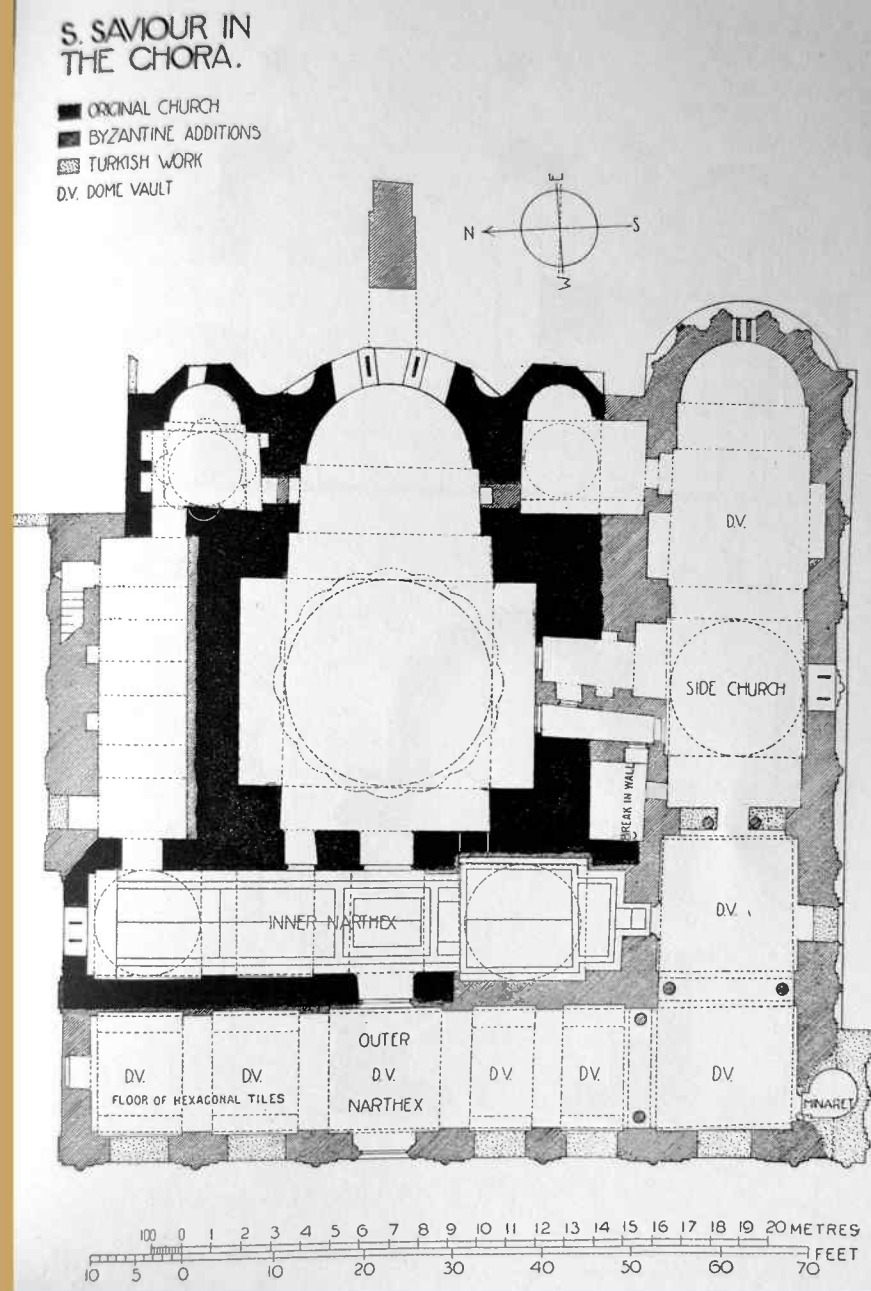 S. SAVIOUR IN
THE CHORA.
ORIGINAL CHURCH
BYZANTINE ADDITIONS
TURKISH WORK
D.V. DOME VAULT
E
N
S
W
D.V.
SIDE CHURCH
BREAK IN WALL
D.V.
INNER NARTHEX
OUTER
D.V. D.V. D.V. D.V. D.V. D.V.
FLOOR OF HEXAGONAL TILES
NARTHEX
MINARET
100 0 1 2 3 4 5 6 7 8 9 10 11 12 13 14 15 16 17 18 19 20 METRES
FEET
10 5 0 10 20 30 40 50 60 70